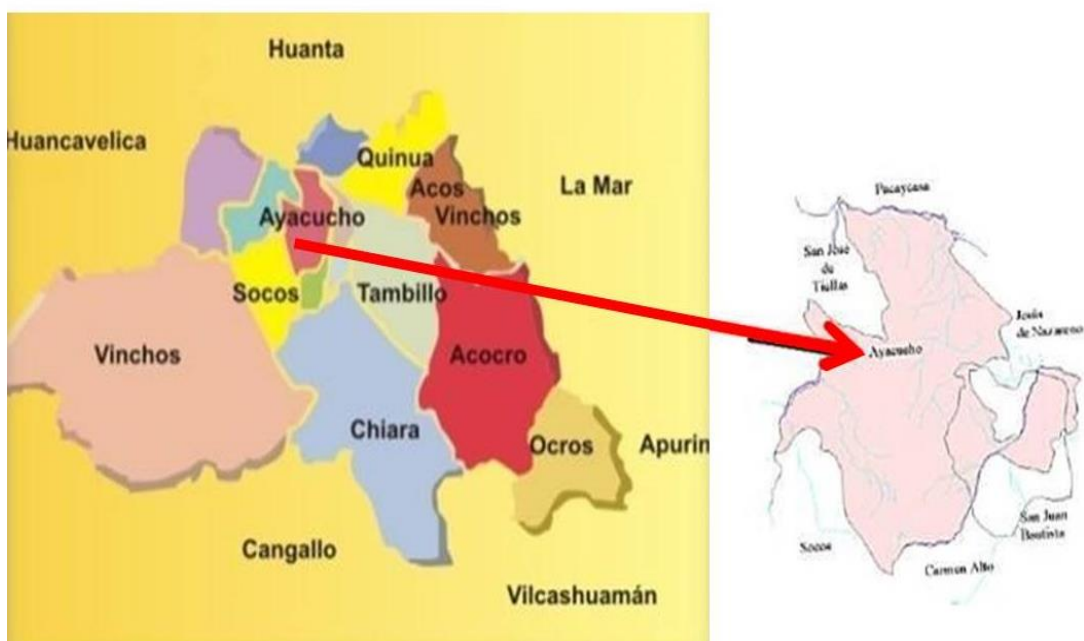 Huanta
Huancavelica
Quinua
La Mar
Acos
Vinchos
Ayacucho
Socos
Tambillo
Vinchos
Acocro
Chiara
Ocros
Apurin
Cangallo
Vilcashuamán
Pacaycasa
San José
de
Ticllas
Jesús
de Nazareno
Ayacucho
Socos
San Juan
Bautista
Carmen Alto